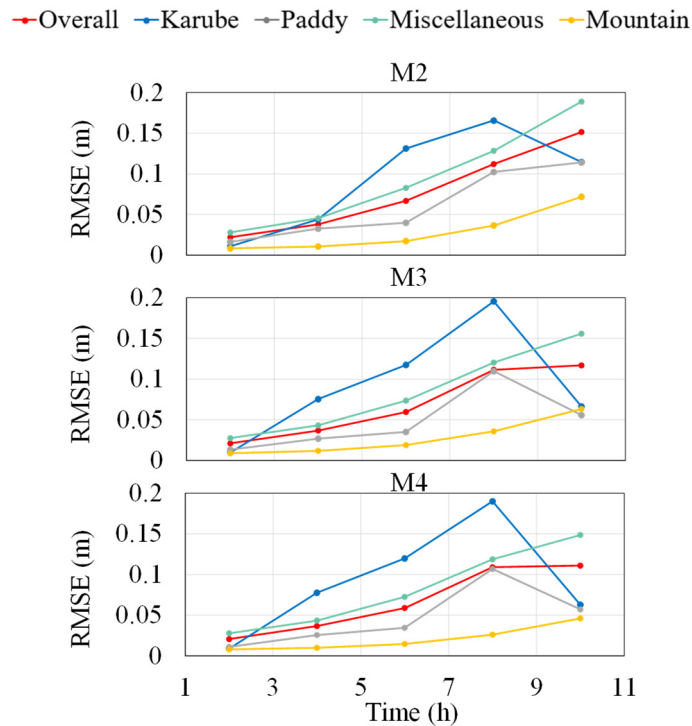 Overall Karube Paddy Miscellaneous Mountain
M2
0.2
0.15
0.1
0.05
0
RMSE (m)
M3
0.2
0.15
0.1
0.05
0
RMSE (m)
M4
0.2
0.15
0.1
0.05
0
RMSE (m)
1 3 5 7 9 11
Time (h)